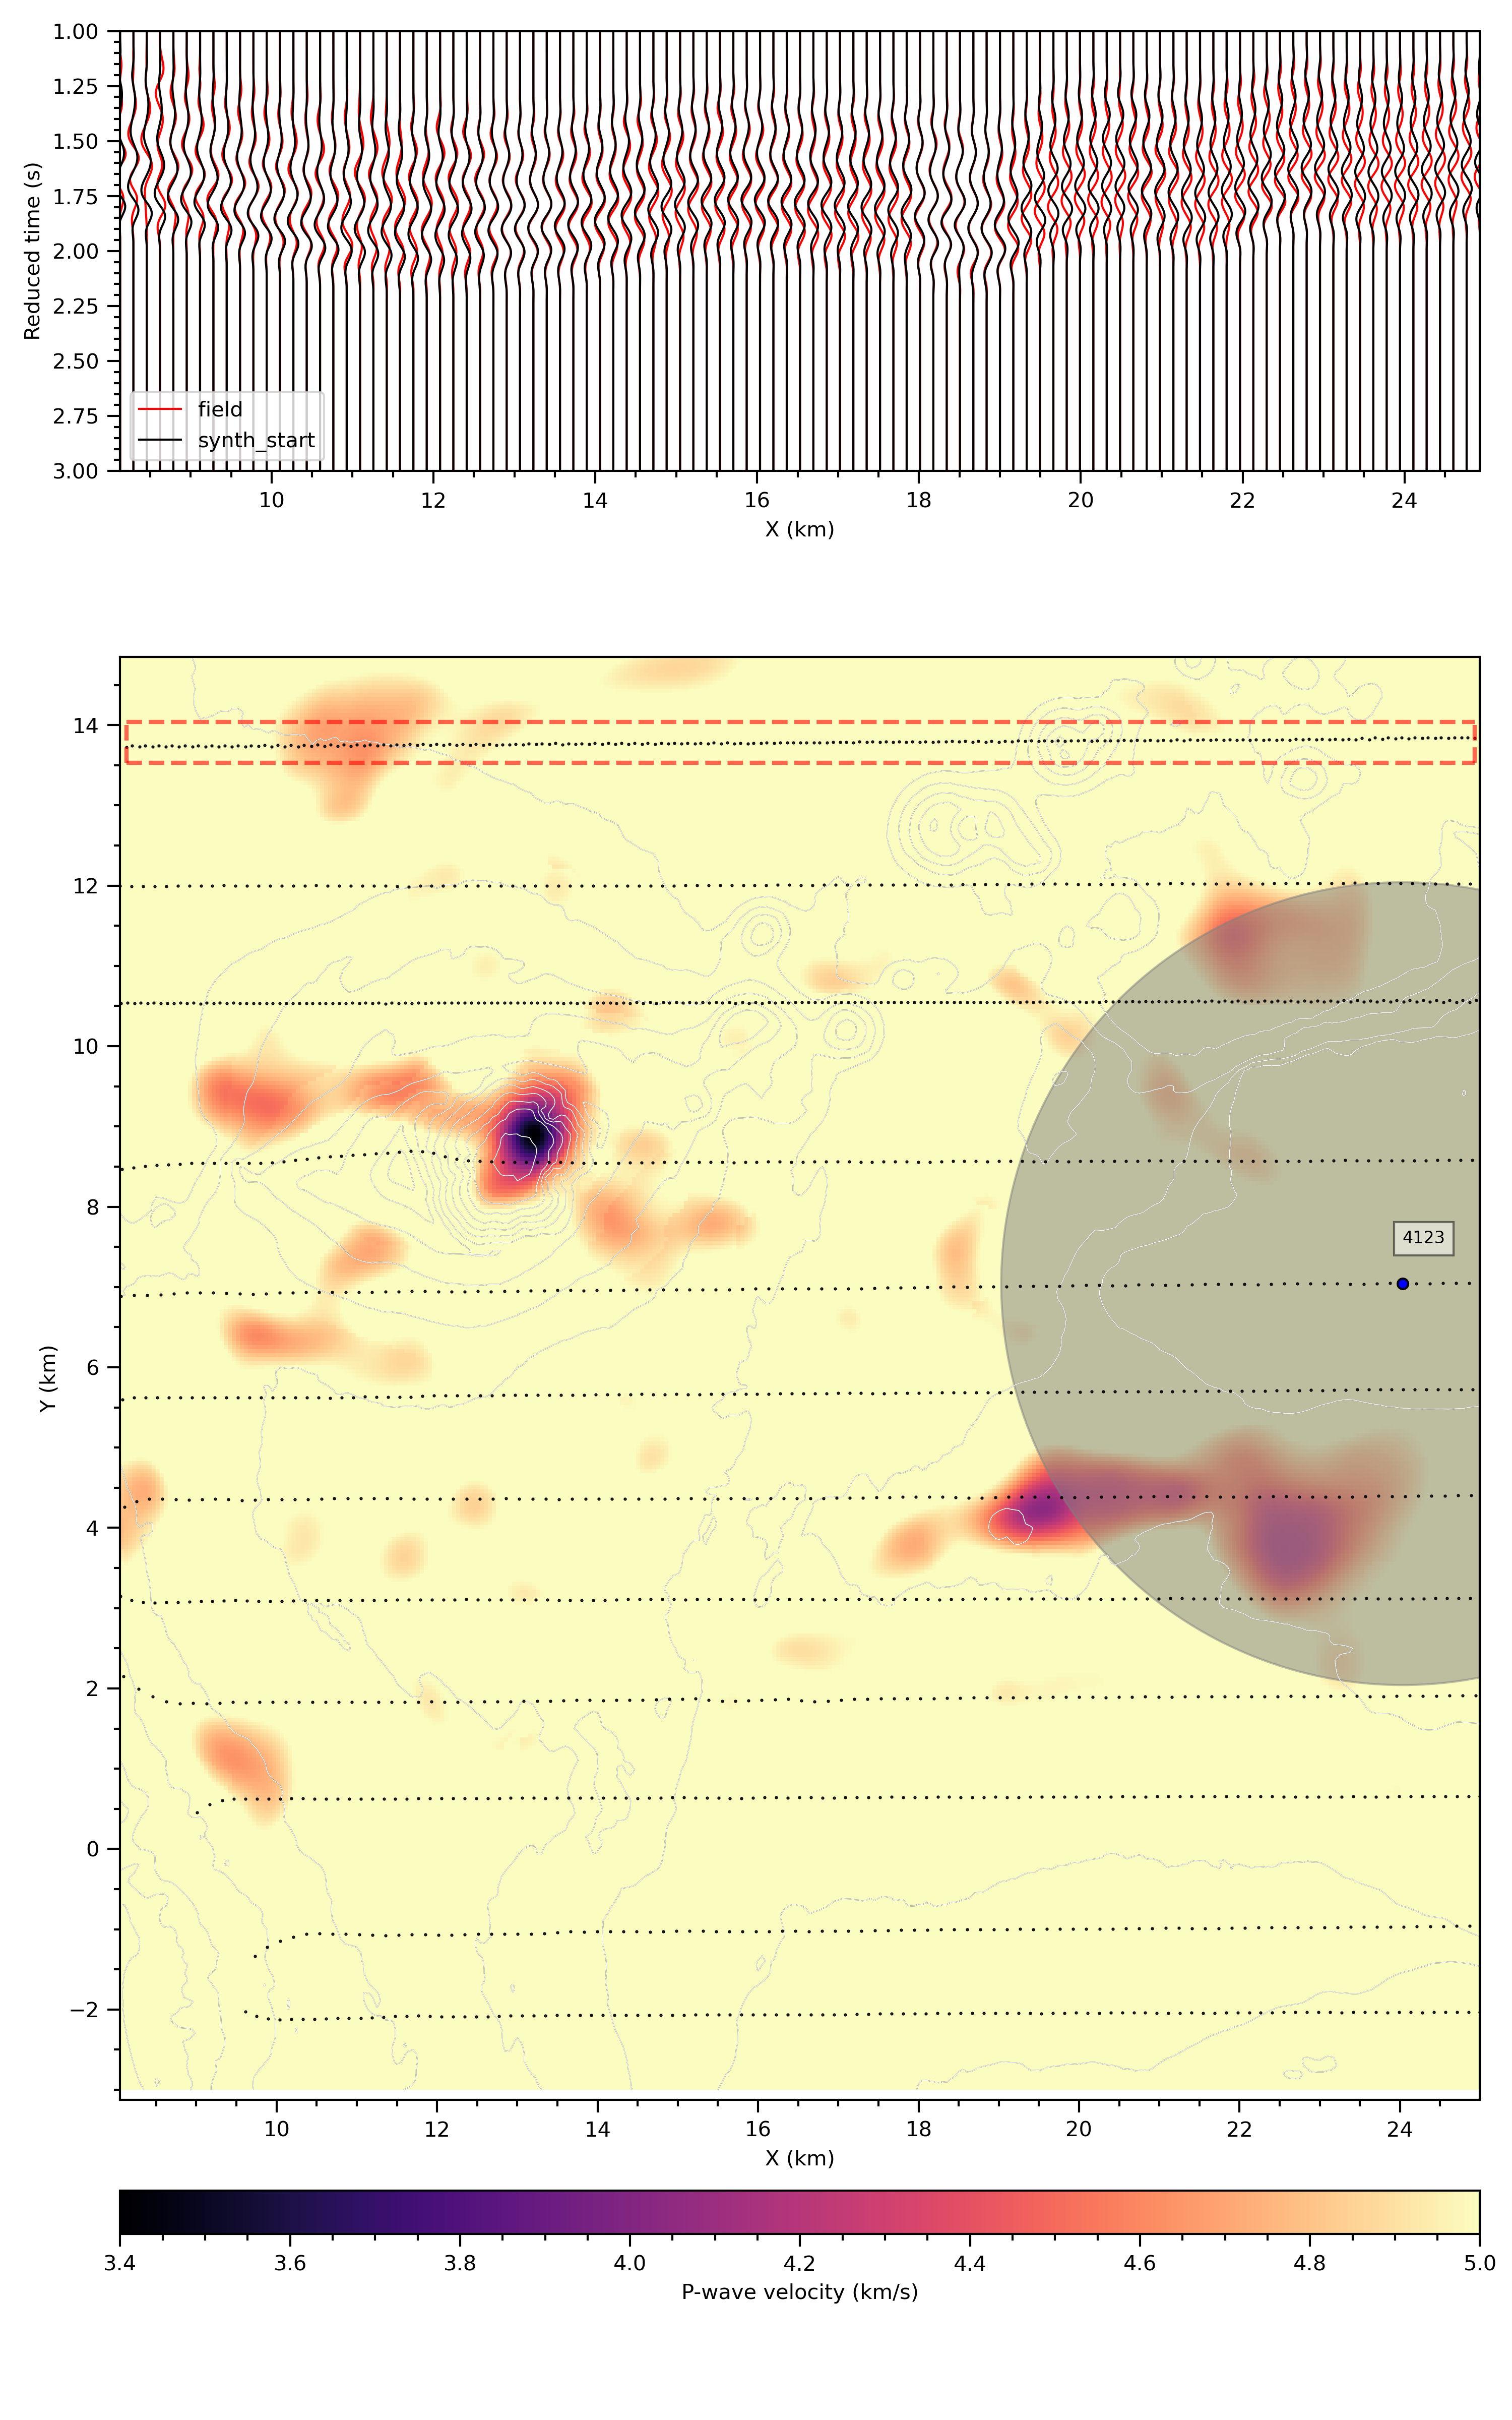 1.00
1.25
1.50
1.75
2.00
2.25
2.50
2.75
3.00
Reduced time (s)
field
synth_start
10 12 14 16 18 20 22 24
X (km)
14
12
10
8
6
4
2
0
−2
Y (km)
4123
10 12 14 16 18 20 22 24
X (km)
3.4 3.6 3.8 4.0 4.2 4.4 4.6 4.8 5.0
P-wave velocity (km/s)